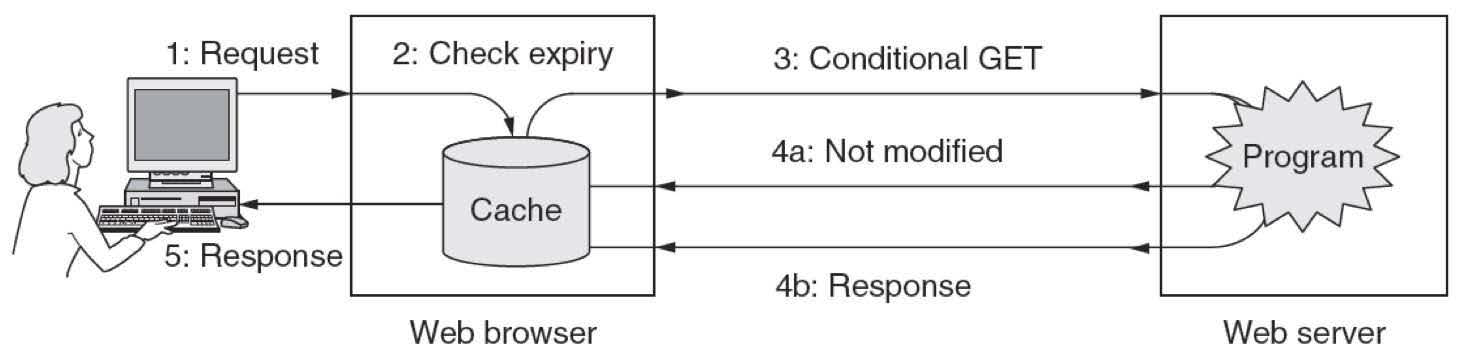 1: Request
2: Check expiry
3: Conditional GET
4a: Not modified
Program
Cache
5: Response
4b: Response
Web browser
Web server